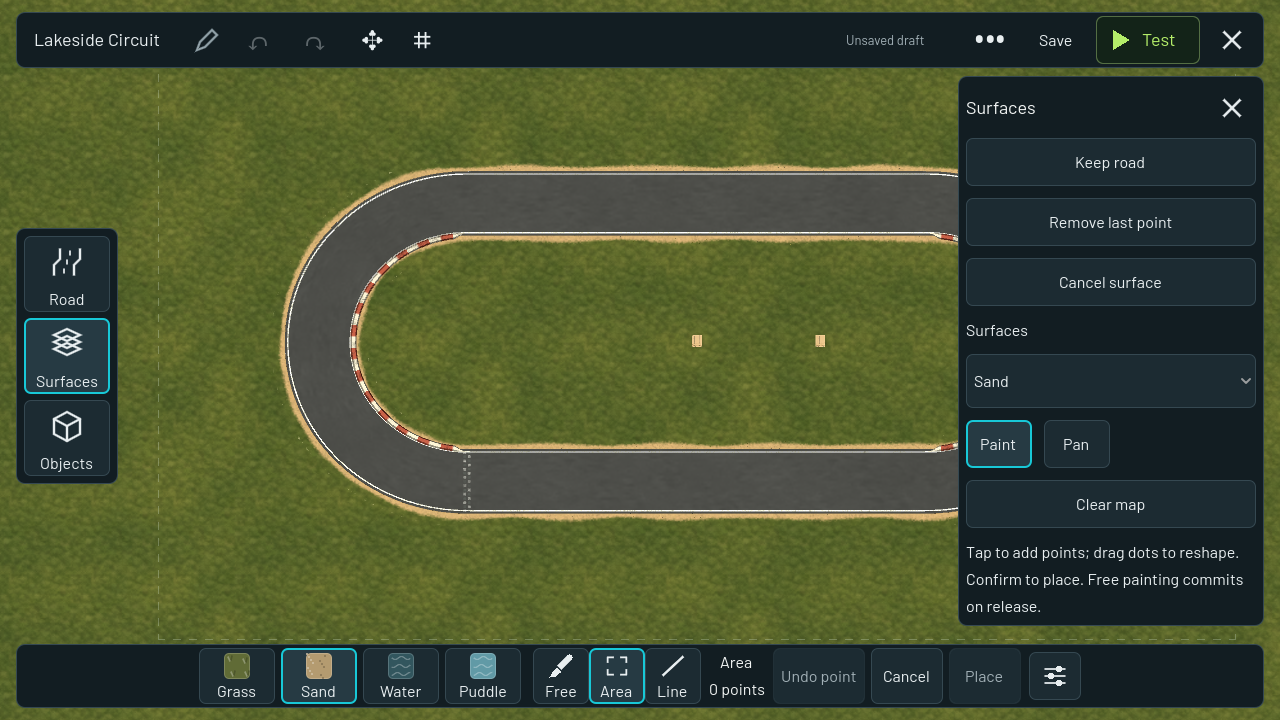 Lakeside Circuit
Unsaved draft
Save
Test
Surfaces
Keep road
Remove last point
Cancel surface
Surfaces
Sand
Paint
Pan
Clear map
Tap to add points; drag dots to reshape.
Confirm to place. Free painting commits
on release.
Road
Surfaces
Objects
Grass
Sand
Water
Puddle
Free
Area
Line
Area
0 points
Undo point
Cancel
Place